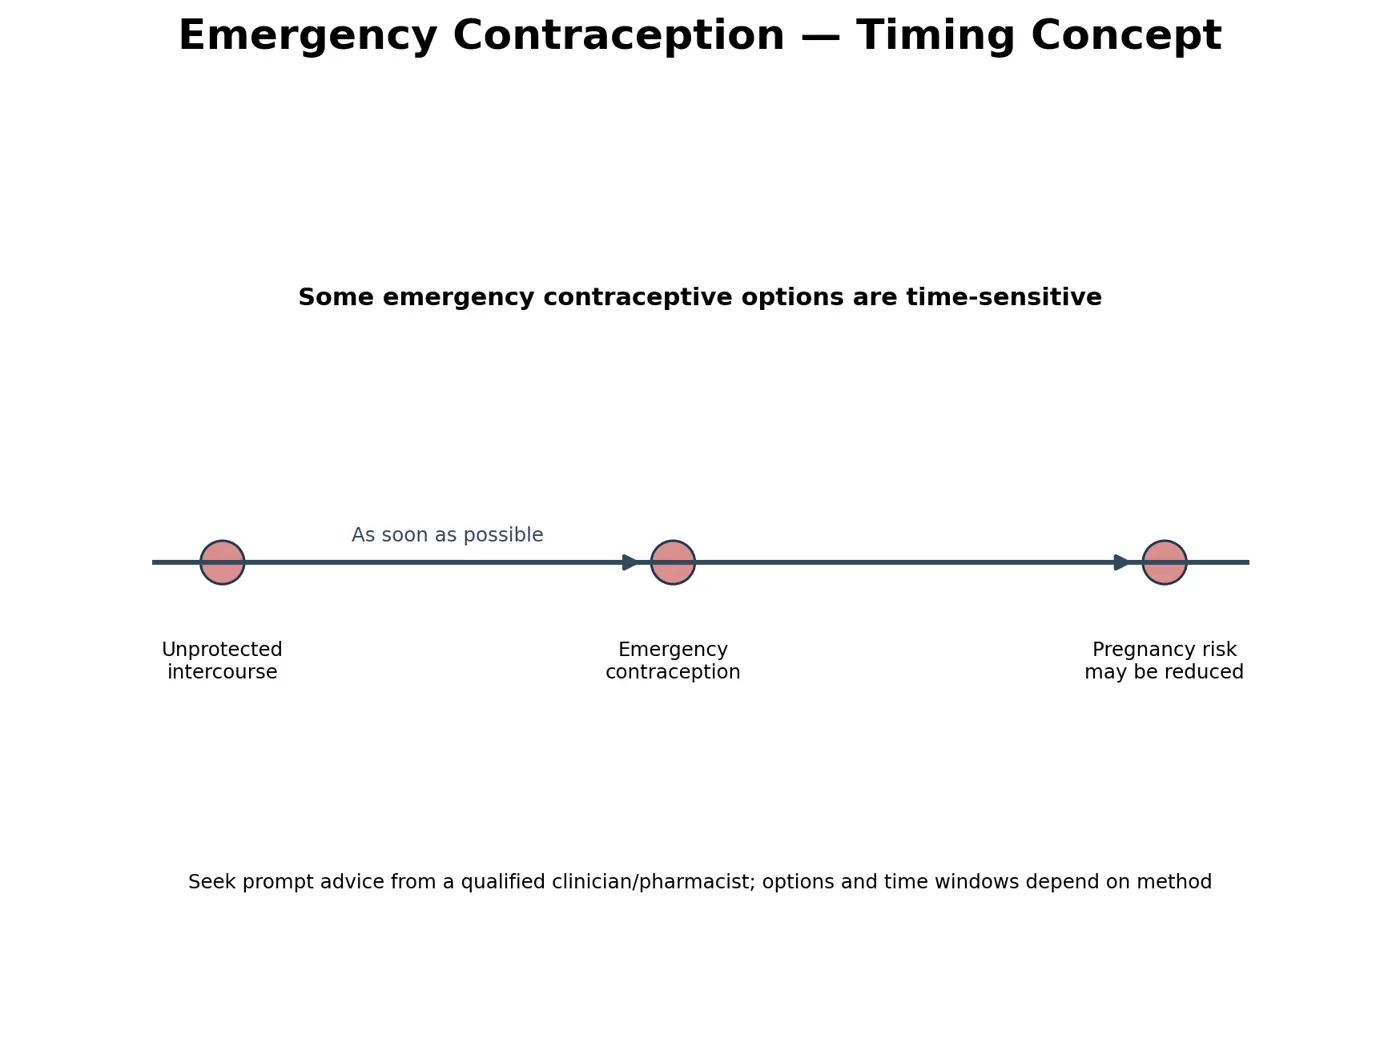 Emergency Contraception — Timing Concept
Some emergency contraceptive options are time-sensitive
As soon as possible
Unprotected
intercourse
Emergency
contraception
Pregnancy risk
may be reduced
Seek prompt advice from a qualified clinician/pharmacist; options and time windows depend on method